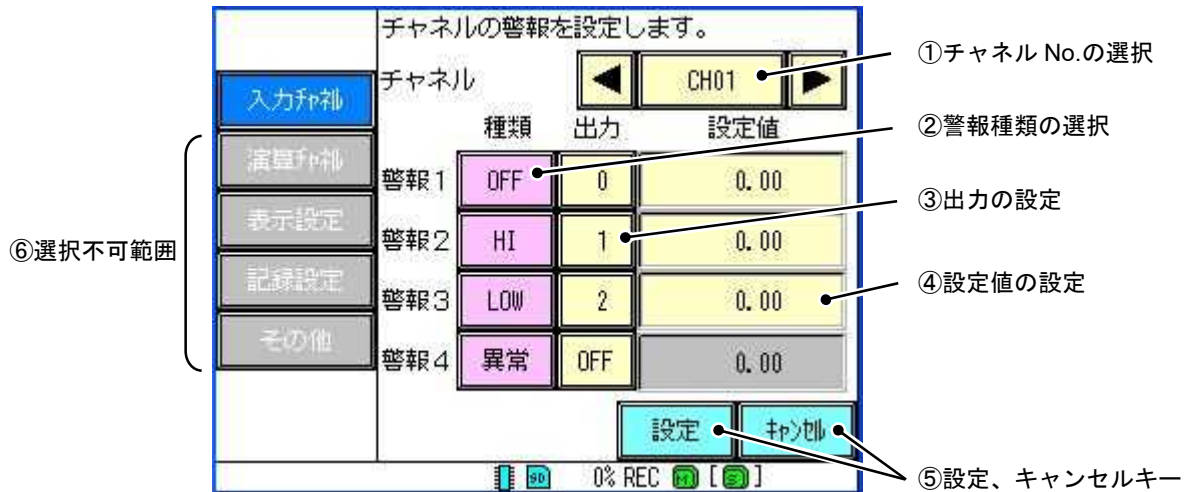 チャネルの警報を設定します。
チャネル
CH01
種類 出力 設定値
警報1 OFF 0 0.00
警報2 HI 1 0.00
警報3 LOW 2 0.00
警報4 異常 OFF 0.00
設定 ｷｬﾝｾﾙ
入力ﾁｬﾈﾙ
演算ﾁｬﾈﾙ
表示設定
記録設定
その他
SD 0% REC [ ]
①チャネル No.の選択
②警報種類の選択
③出力の設定
④設定値の設定
⑤設定、キャンセルキー
⑥選択不可範囲